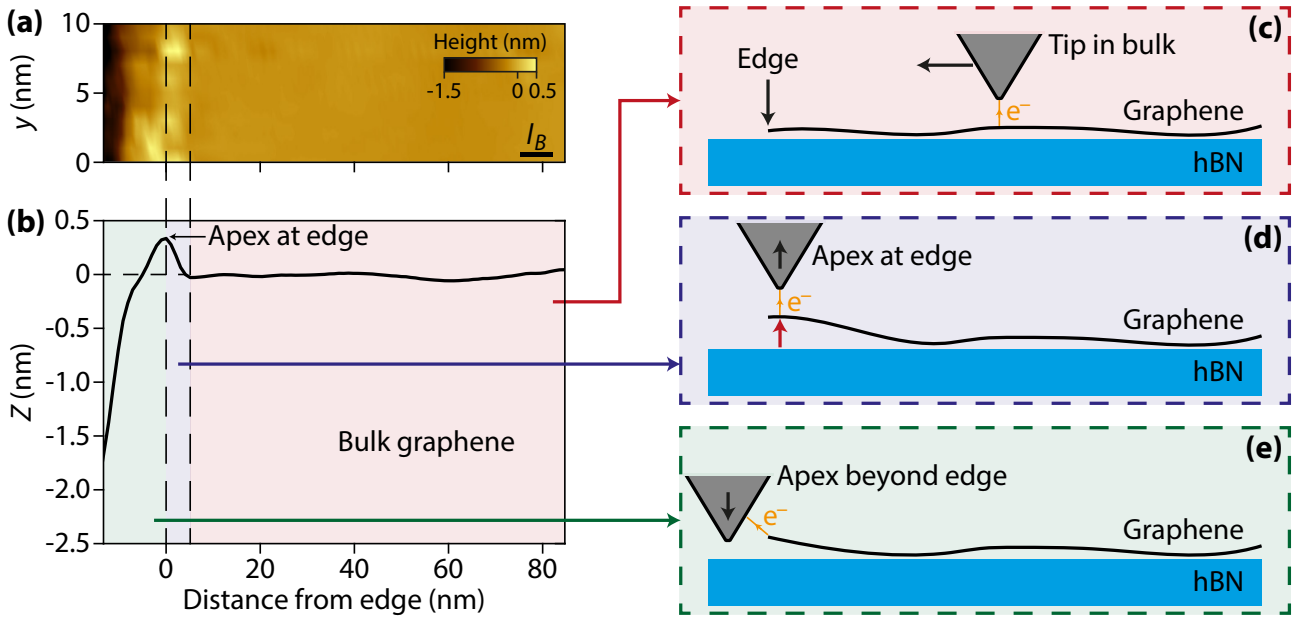 (a)
10
5
0
y (nm)
Height (nm)
-1.5 0 0.5
l_B
(b)
0.5
0
-0.5
-1.0
-1.5
-2.0
-2.5
Z (nm)
Apex at edge
Bulk graphene
0 20 40 60 80
Distance from edge (nm)
(c)
Tip in bulk
Edge
e−
Graphene
hBN
(d)
Apex at edge
e−
Graphene
hBN
(e)
Apex beyond edge
e−
Graphene
hBN